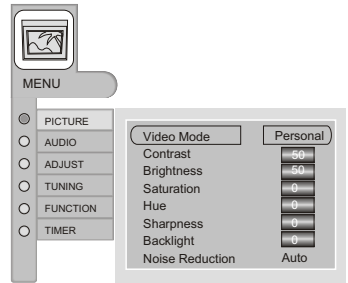 MENU
PICTURE
AUDIO
ADJUST
TUNING
FUNCTION
TIMER
Video Mode Personal
Contrast 50
Brightness 50
Saturation 0
Hue 0
Sharpness 0
Backlight 0
Noise Reduction Auto